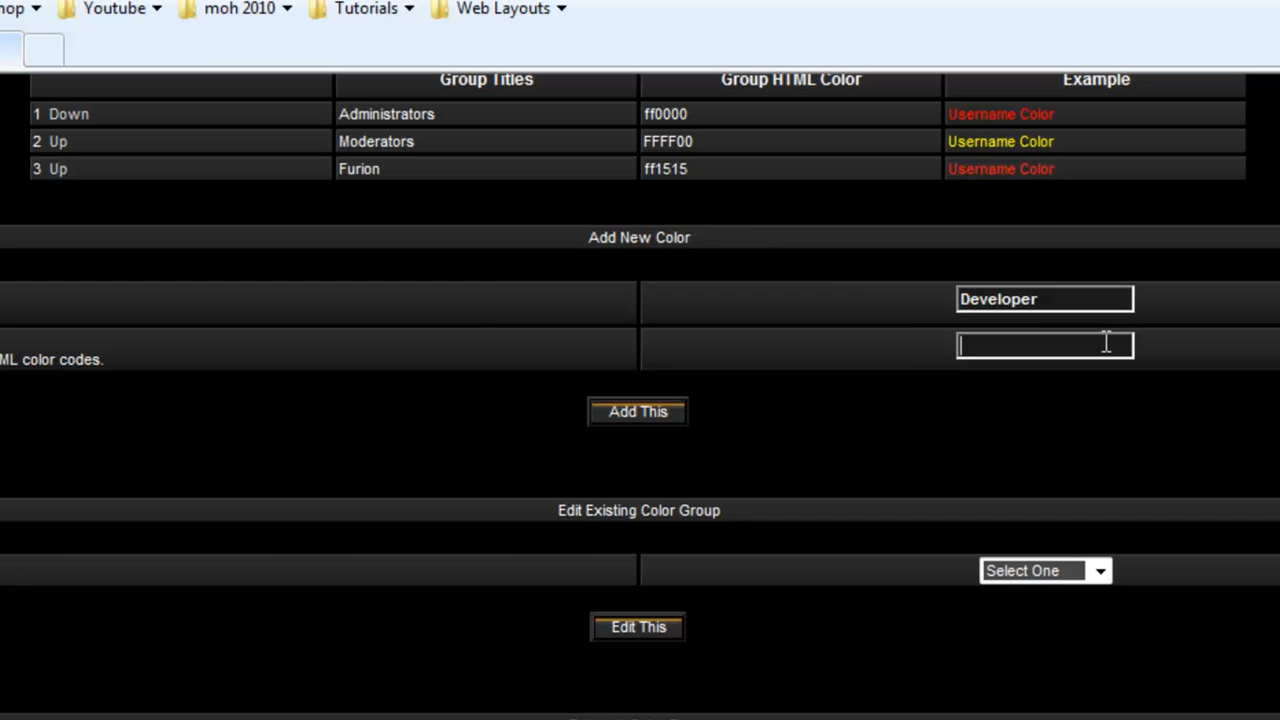 Youtube moh 2010 Tutorials Web Layouts
Group Titles Group HTML Color Example
1 Down Administrators ff0000 Username Color
2 Up Moderators FFFF00 Username Color
3 Up Furion ff1515 Username Color
Add New Color
Developer
color codes.
Add This
Edit Existing Color Group
Select One
Edit This